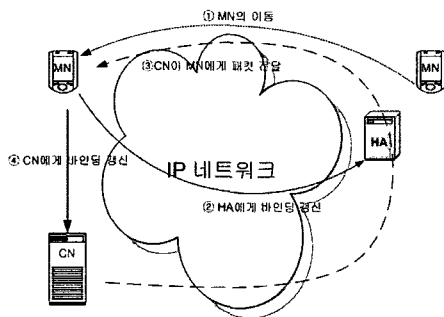 ① MN의 이동
MN
MN
③CN이 MN에게 패킷 전달
HA
④ CN에게 바인딩 갱신
IP 네트워크
② HA에게 바인딩 갱신
CN